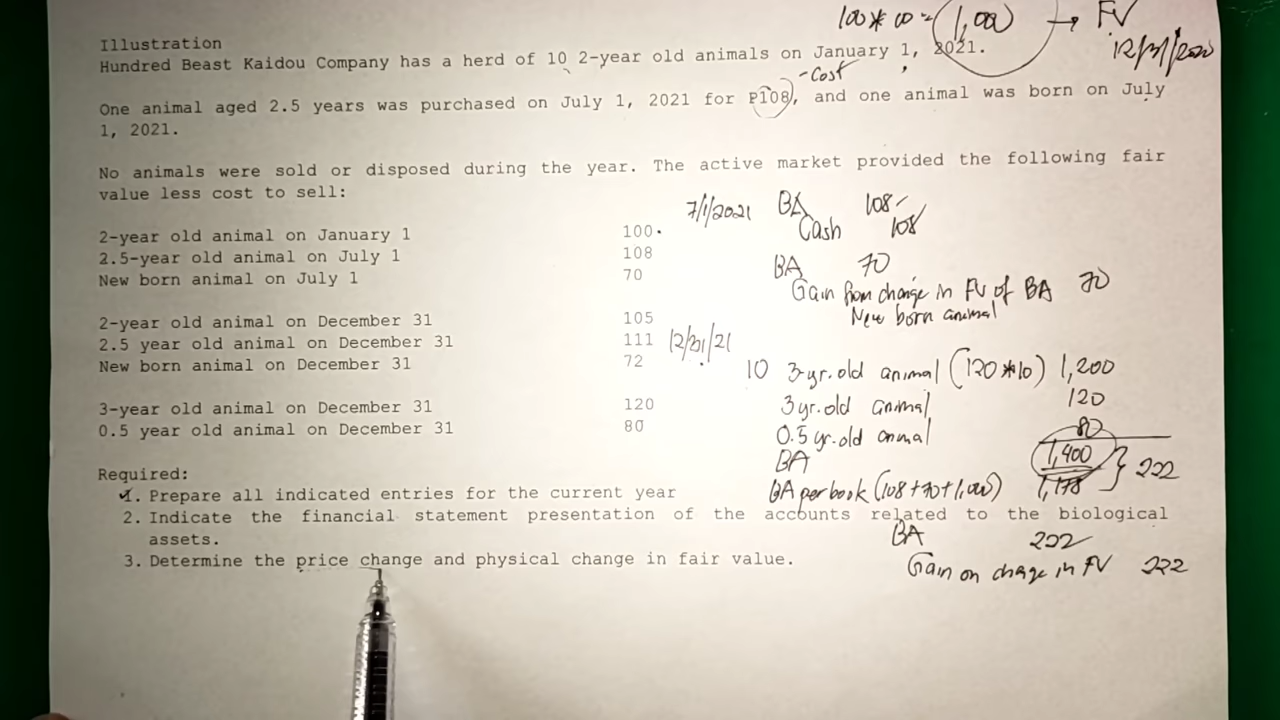 100 * 10 = 1,000 → FV
12/31/2020
Illustration
Hundred Beast Kaidou Company has a herd of 10 2-year old animals on January 1, 2021.
- Cost
One animal aged 2.5 years was purchased on July 1, 2021 for P108, and one animal was born on July
1, 2021.
No animals were sold or disposed during the year. The active market provided the following fair
value less cost to sell:
7/1/2021 BA 108
Cash 108
2-year old animal on January 1 100
2.5-year old animal on July 1 108
New born animal on July 1 70
BA 70
Gain from change in FV of BA 70
New born animal
2-year old animal on December 31 105
2.5 year old animal on December 31 111
New born animal on December 31 72
12/31/21
10 3-yr. old animal (120 * 10) 1,200
3-year old animal on December 31 120
0.5 year old animal on December 31 80
3 yr. old animal 120
0.5 yr. old animal 80
BA 1,400
BA per book (108 + 70 + 1,000) 1,178 } 222
Required:
1. Prepare all indicated entries for the current year
2. Indicate the financial statement presentation of the accounts related to the biological
assets.
3. Determine the price change and physical change in fair value.
BA 222
Gain on change in FV 222